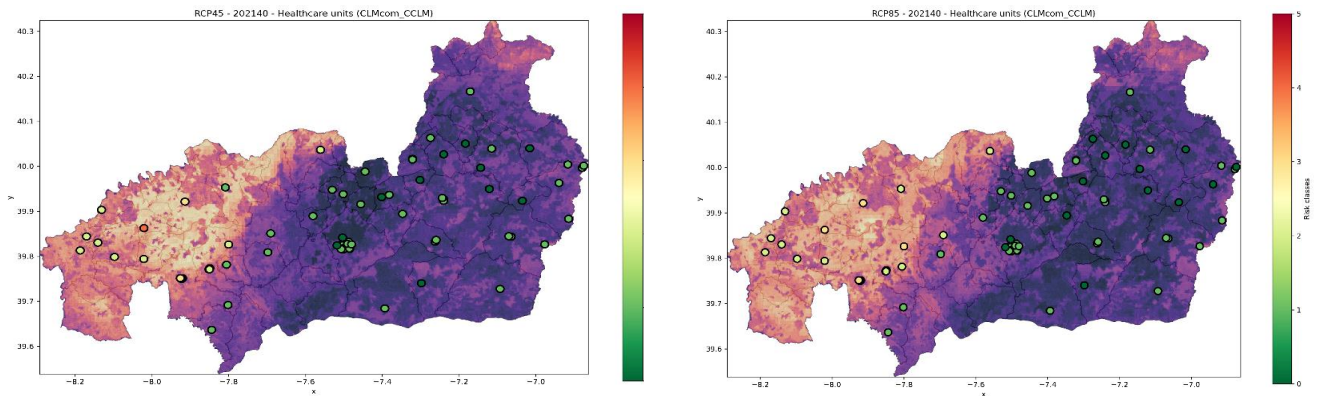 RCP45 - 202140 - Healthcare units (CLMcom_CCLM)
40.3
40.2
40.1
40.0
39.9
39.8
39.7
39.6
y
−8.2 −8.0 −7.8 −7.6 −7.4 −7.2 −7.0
x
RCP85 - 202140 - Healthcare units (CLMcom_CCLM)
40.3
40.2
40.1
40.0
39.9
39.8
39.7
39.6
y
−8.2 −8.0 −7.8 −7.6 −7.4 −7.2 −7.0
x
5
4
3
2
1
0
Risk classes